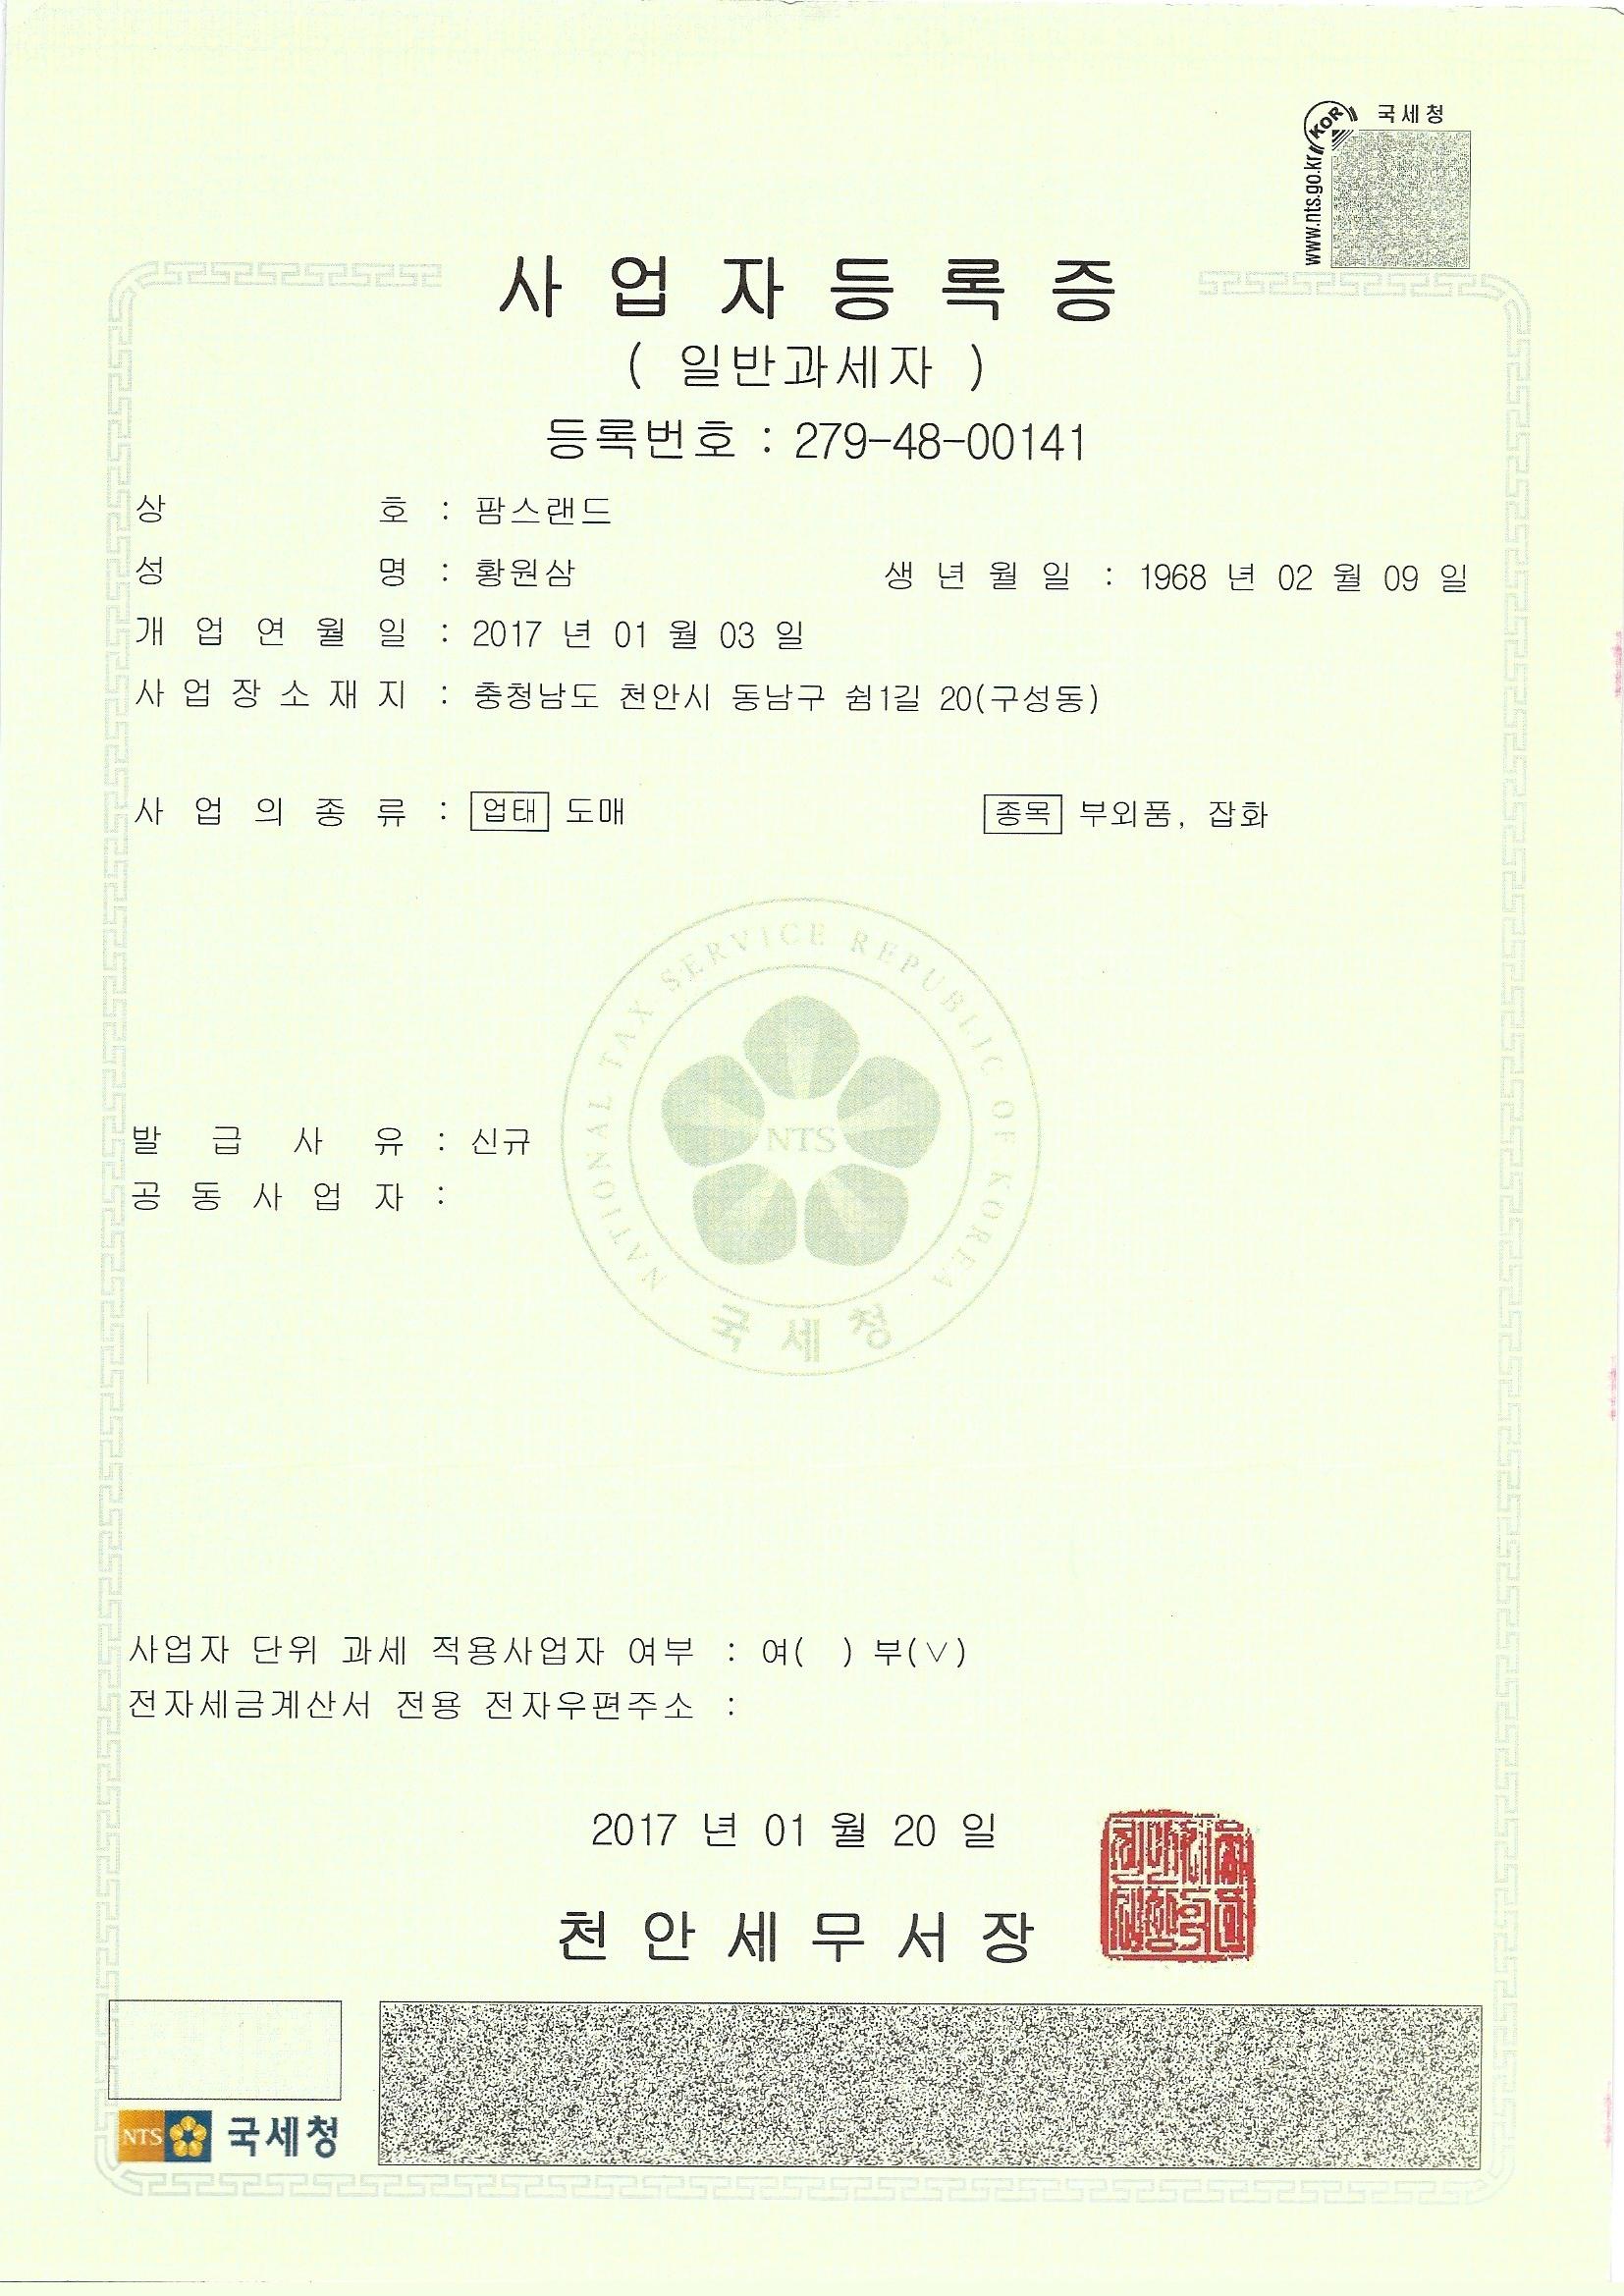 국세청
www.nts.go.kr
KOR
사업자등록증
( 일반과세자 )
등록번호 : 279-48-00141
상 호 : 팜스랜드
성 명 : 황원삼 생 년 월 일 : 1968 년 02 월 09 일
개 업 연 월 일 : 2017 년 01 월 03 일
사 업 장 소 재 지 : 충청남도 천안시 동남구 쉼1길 20(구성동)
사 업 의 종 류 : 업태 도매 종목 부외품, 잡화
NATIONAL TAX SERVICE REPUBLIC OF KOREA
NTS
국세청
발 급 사 유 : 신규
공 동 사 업 자 :
사업자 단위 과세 적용사업자 여부 : 여( ) 부(∨)
전자세금계산서 전용 전자우편주소 :
2017 년 01 월 20 일
천 안 세 무 서 장
NTS 국세청